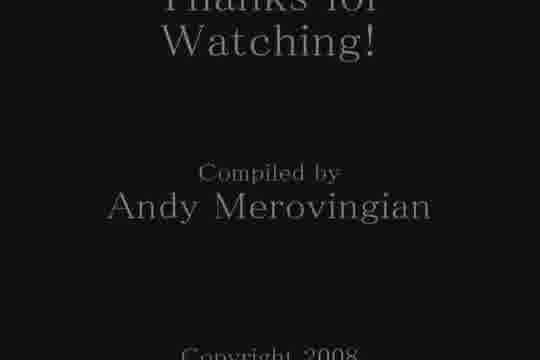 Thanks for
Watching!
Compiled by
Andy Merovingian
Copyright 2008